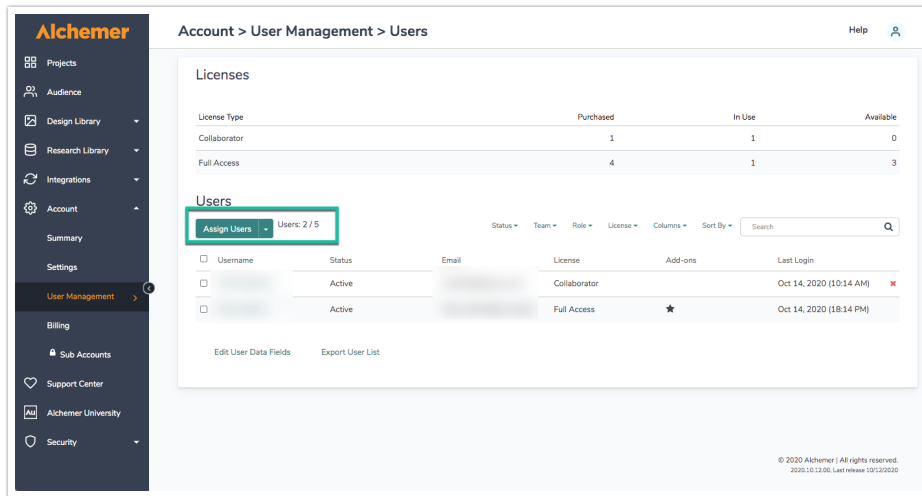 Alchemer
Account > User Management > Users
Help
Projects
Audience
Design Library
Research Library
Integrations
Account
Summary
Settings
User Management
Billing
Sub Accounts
Support Center
Au Alchemer University
Security
Licenses
License Type Purchased In Use Available
Collaborator 1 1 0
Full Access 4 1 3
Users
Assign Users Users: 2 / 5 Status Team Role License Columns Sort By Search
Username Status Email License Add-ons Last Login
Active Collaborator Oct 14, 2020 (10:14 AM)
Active Full Access Oct 14, 2020 (18:14 PM)
Edit User Data Fields Export User List
© 2020 Alchemer | All rights reserved.
2020.10.12.00. Last release 10/12/2020